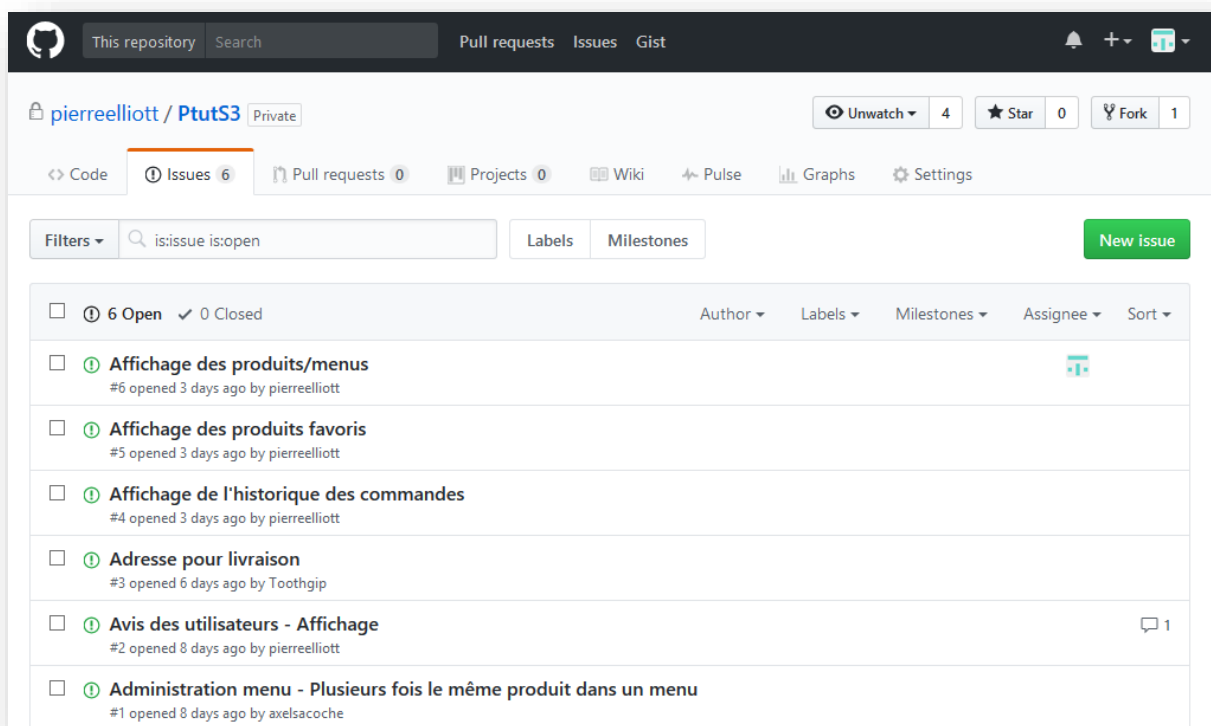 This repository Search Pull requests Issues Gist
pierreelliott / PtutS3 Private Unwatch 4 Star 0 Fork 1
Code Issues 6 Pull requests 0 Projects 0 Wiki Pulse Graphs Settings
Filters is:issue is:open Labels Milestones New issue
6 Open 0 Closed Author Labels Milestones Assignee Sort
Affichage des produits/menus
#6 opened 3 days ago by pierreelliott
Affichage des produits favoris
#5 opened 3 days ago by pierreelliott
Affichage de l'historique des commandes
#4 opened 3 days ago by pierreelliott
Adresse pour livraison
#3 opened 6 days ago by Toothgip
Avis des utilisateurs - Affichage 1
#2 opened 8 days ago by pierreelliott
Administration menu - Plusieurs fois le même produit dans un menu
#1 opened 8 days ago by axelsacoche